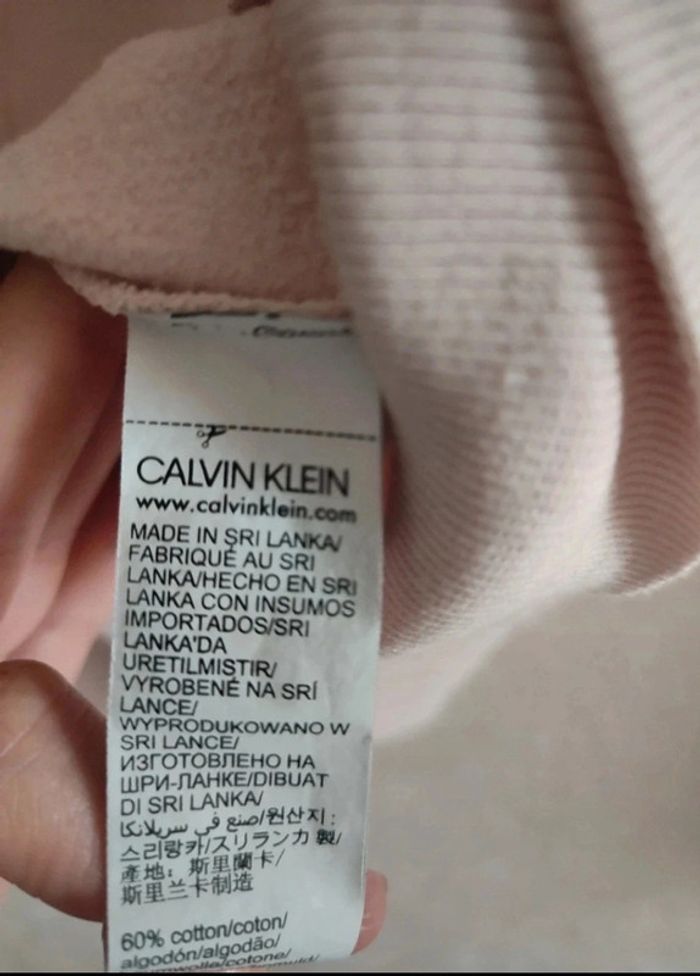 CALVIN KLEIN
www.calvinklein.com
MADE IN SRI LANKA/
FABRIQUÉ AU SRI
LANKA/HECHO EN SRI
LANKA CON INSUMOS
IMPORTADOS/SRI
LANKA'DA
URETILMISTIR/
VYROBENÉ NA SRÍ
LANCE/
WYPRODUKOWANO W
SRI LANCE/
ИЗГОТОВЛЕНО НА
ШРИ-ЛАНКЕ/DIBUAT
DI SRI LANKA/
صنع في سريلانكا/원산지:
스리랑카/スリランカ 製/
產地: 斯里蘭卡/
斯里兰卡制造
60% cotton/coton/
algodón/algodão/